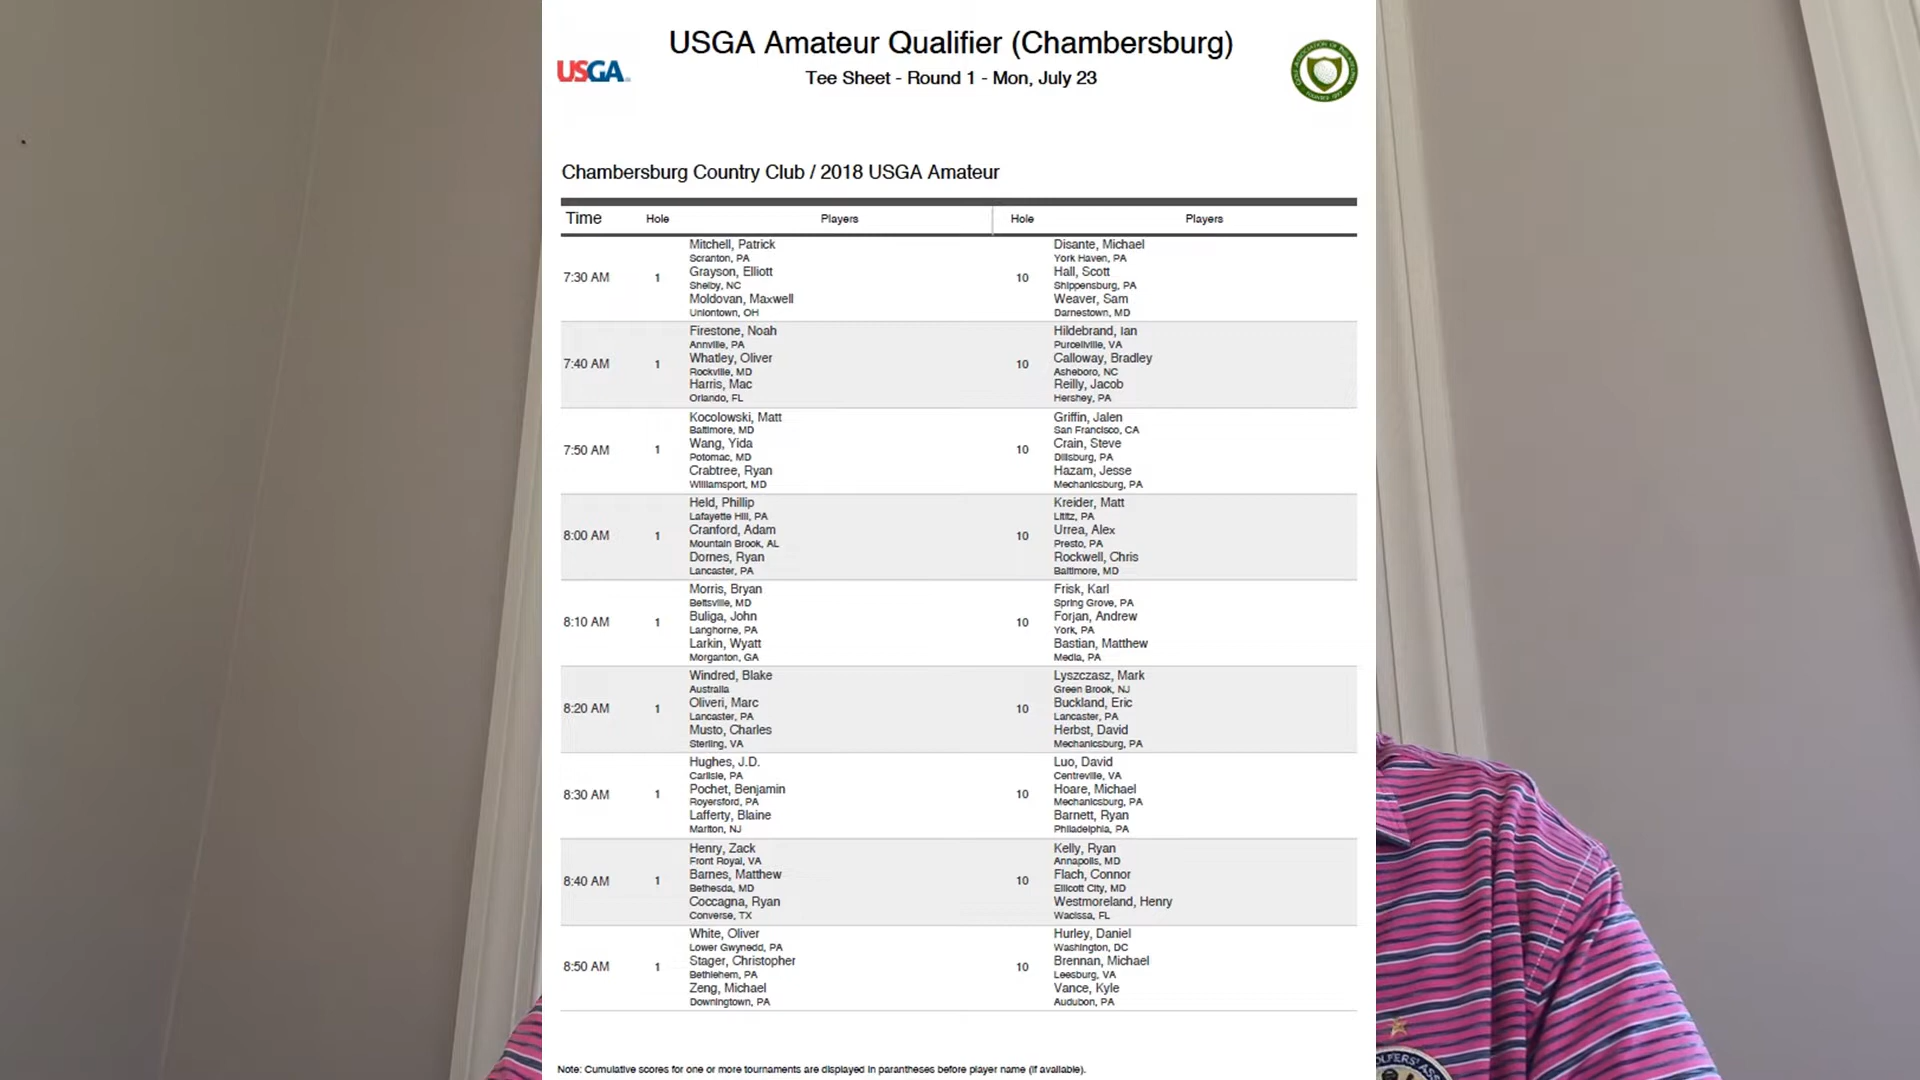 USGA Amateur Qualifier (Chambersburg)
Tee Sheet - Round 1 - Mon, July 23
USGA
Chambersburg Country Club / 2018 USGA Amateur
Time Hole Players Hole Players
7:30 AM 1 10
Mitchell, Patrick
Scranton, PA
Grayson, Elliott
Shelby, NC
Moldovan, Maxwell
Uniontown, OH
Disante, Michael
York Haven, PA
Hall, Scott
Shippensburg, PA
Weaver, Sam
Darnestown, MD
7:40 AM 1 10
Firestone, Noah
Annville, PA
Whatley, Oliver
Rockville, MD
Harris, Mac
Orlando, FL
Hildebrand, Ian
Purcellville, VA
Calloway, Bradley
Asheboro, NC
Reilly, Jacob
Hershey, PA
7:50 AM 1 10
Kocolowski, Matt
Baltimore, MD
Wang, Yida
Potomac, MD
Crabtree, Ryan
Williamsport, MD
Griffin, Jalen
San Francisco, CA
Crain, Steve
Dillsburg, PA
Hazam, Jesse
Mechanicsburg, PA
8:00 AM 1 10
Held, Phillip
Lafayette Hill, PA
Cranford, Adam
Mountain Brook, AL
Dornes, Ryan
Lancaster, PA
Kreider, Matt
Lititz, PA
Urrea, Alex
Presto, PA
Rockwell, Chris
Baltimore, MD
8:10 AM 1 10
Morris, Bryan
Beltsville, MD
Buliga, John
Langhorne, PA
Larkin, Wyatt
Morganton, GA
Frisk, Karl
Spring Grove, PA
Forjan, Andrew
York, PA
Bastian, Matthew
Media, PA
8:20 AM 1 10
Windred, Blake
Australia
Oliveri, Marc
Lancaster, PA
Musto, Charles
Sterling, VA
Lyszczasz, Mark
Green Brook, NJ
Buckland, Eric
Lancaster, PA
Herbst, David
Mechanicsburg, PA
8:30 AM 1 10
Hughes, J.D.
Carlisle, PA
Pochet, Benjamin
Royersford, PA
Lafferty, Blaine
Marlton, NJ
Luo, David
Centreville, VA
Hoare, Michael
Mechanicsburg, PA
Barnett, Ryan
Philadelphia, PA
8:40 AM 1 10
Henry, Zack
Front Royal, VA
Barnes, Matthew
Bethesda, MD
Coccagna, Ryan
Converse, TX
Kelly, Ryan
Annapolis, MD
Flach, Connor
Ellicott City, MD
Westmoreland, Henry
Wacissa, FL
8:50 AM 1 10
White, Oliver
Lower Gwynedd, PA
Stager, Christopher
Bethlehem, PA
Zeng, Michael
Downingtown, PA
Hurley, Daniel
Washington, DC
Brennan, Michael
Leesburg, VA
Vance, Kyle
Audubon, PA
Note: Cumulative scores for one or more tournaments are displayed in parantheses before player name (if available).